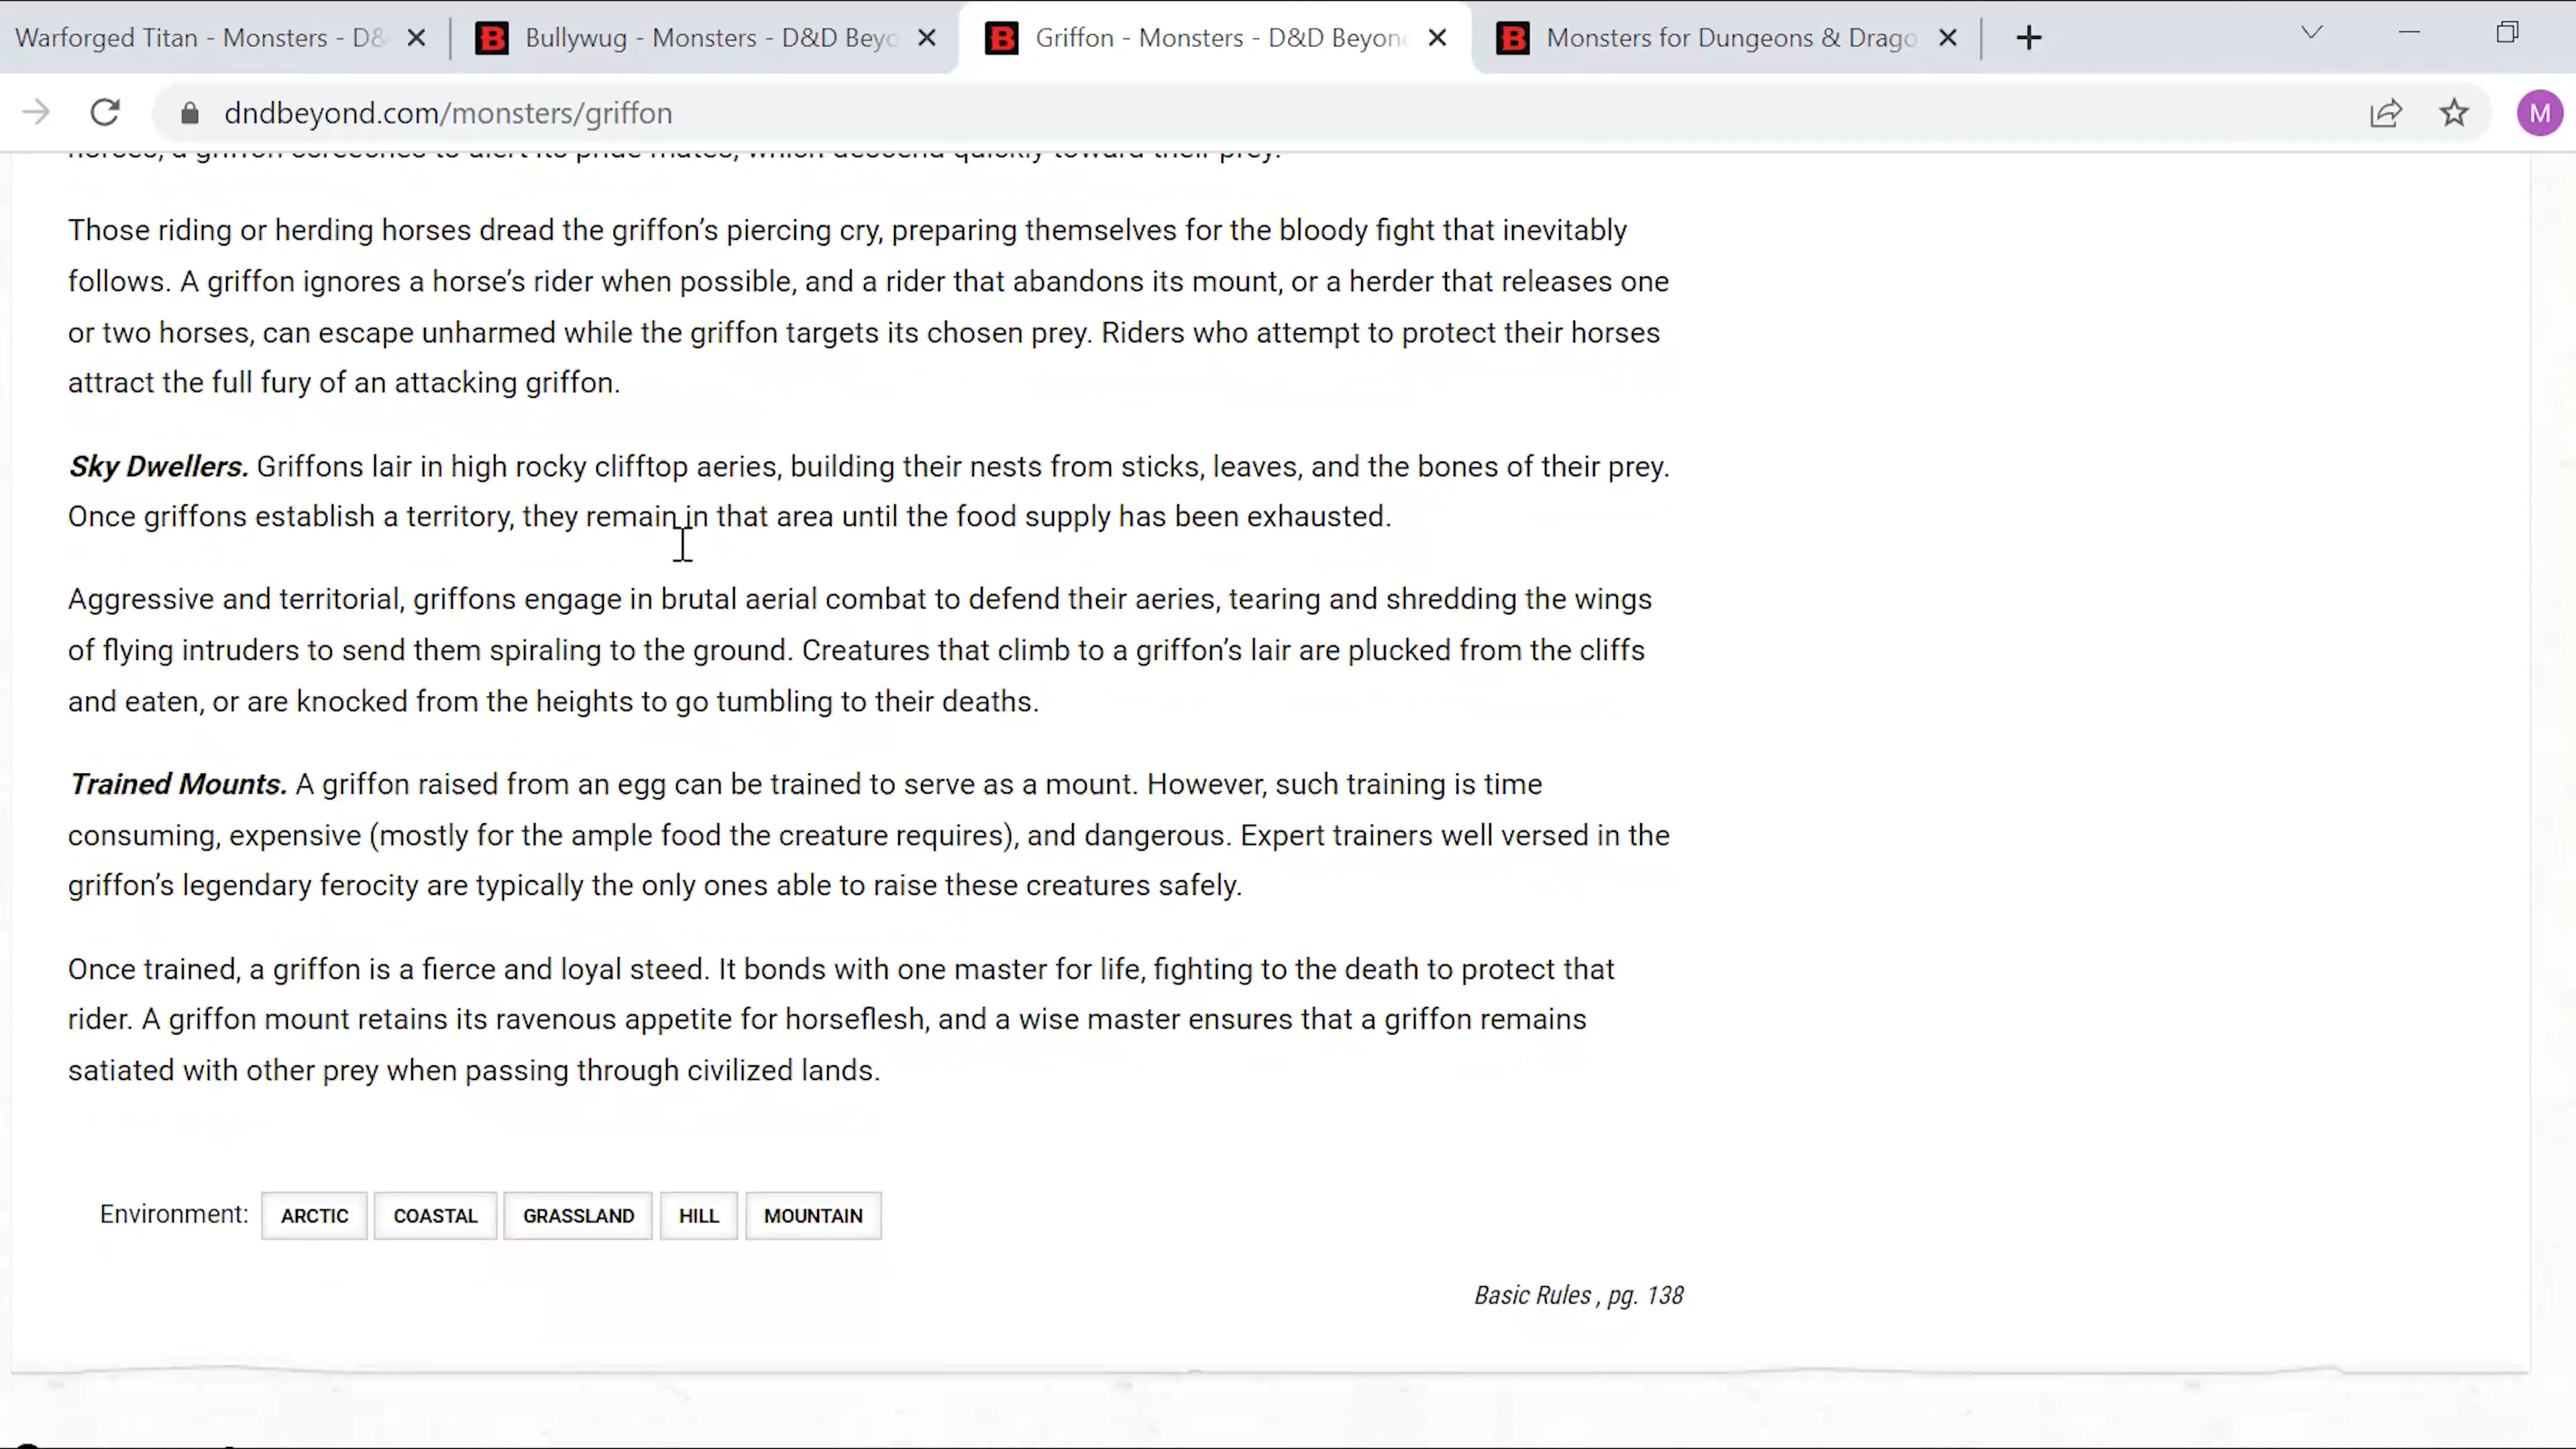 Warforged Titan - Monsters - D&
Bullywug - Monsters - D&D Beyo
Griffon - Monsters - D&D Beyon
Monsters for Dungeons & Drago
dndbeyond.com/monsters/griffon
M
horses, a griffon screeches to alert its pride mates, which descend quickly toward their prey.
Those riding or herding horses dread the griffon’s piercing cry, preparing themselves for the bloody fight that inevitably
follows. A griffon ignores a horse’s rider when possible, and a rider that abandons its mount, or a herder that releases one
or two horses, can escape unharmed while the griffon targets its chosen prey. Riders who attempt to protect their horses
attract the full fury of an attacking griffon.
Sky Dwellers. Griffons lair in high rocky clifftop aeries, building their nests from sticks, leaves, and the bones of their prey.
Once griffons establish a territory, they remain in that area until the food supply has been exhausted.
Aggressive and territorial, griffons engage in brutal aerial combat to defend their aeries, tearing and shredding the wings
of flying intruders to send them spiraling to the ground. Creatures that climb to a griffon’s lair are plucked from the cliffs
and eaten, or are knocked from the heights to go tumbling to their deaths.
Trained Mounts. A griffon raised from an egg can be trained to serve as a mount. However, such training is time
consuming, expensive (mostly for the ample food the creature requires), and dangerous. Expert trainers well versed in the
griffon’s legendary ferocity are typically the only ones able to raise these creatures safely.
Once trained, a griffon is a fierce and loyal steed. It bonds with one master for life, fighting to the death to protect that
rider. A griffon mount retains its ravenous appetite for horseflesh, and a wise master ensures that a griffon remains
satiated with other prey when passing through civilized lands.
Environment: ARCTIC COASTAL GRASSLAND HILL MOUNTAIN
Basic Rules , pg. 138